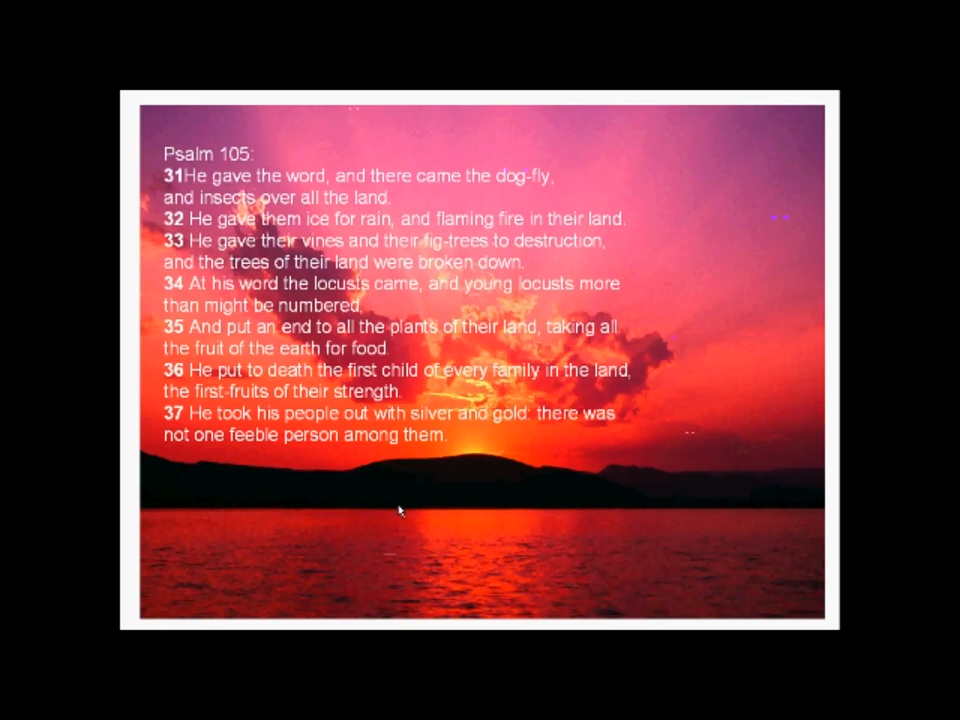 Psalm 105:
31He gave the word, and there came the dog-fly,
and insects over all the land.
32 He gave them ice for rain, and flaming fire in their land.
33 He gave their vines and their fig-trees to destruction,
and the trees of their land were broken down.
34 At his word the locusts came, and young locusts more
than might be numbered,
35 And put an end to all the plants of their land, taking all
the fruit of the earth for food.
36 He put to death the first child of every family in the land,
the first-fruits of their strength.
37 He took his people out with silver and gold: there was
not one feeble person among them.